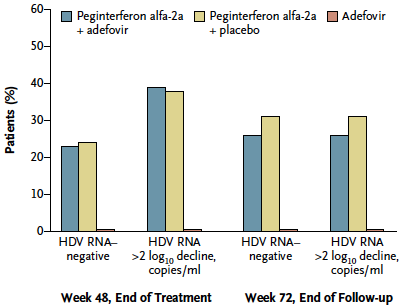 Peginterferon alfa-2a + adefovir
Peginterferon alfa-2a + placebo
Adefovir
Patients (%)
60
50
40
30
20
10
0
HDV RNA–
negative
HDV RNA
>2 log10 decline,
copies/ml
HDV RNA–
negative
HDV RNA
>2 log10 decline,
copies/ml
Week 48, End of Treatment
Week 72, End of Follow-up